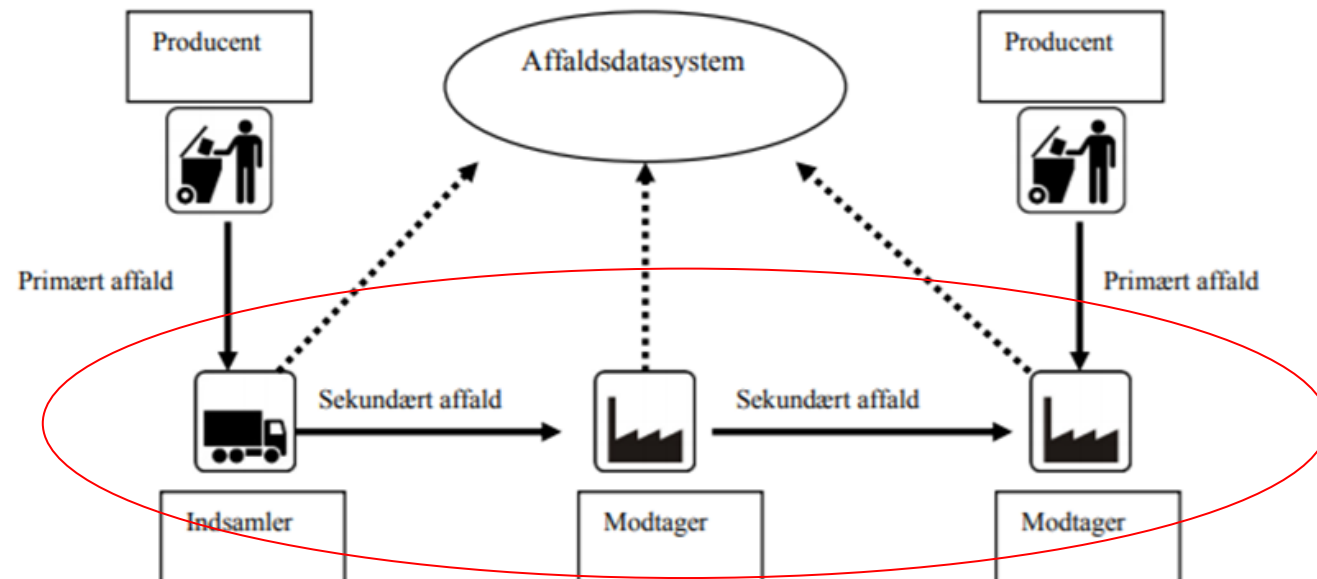 Producent
Affaldsdatasystem
Producent
Primært affald
Primært affald
Sekundært affald
Sekundært affald
Indsamler
Modtager
Modtager